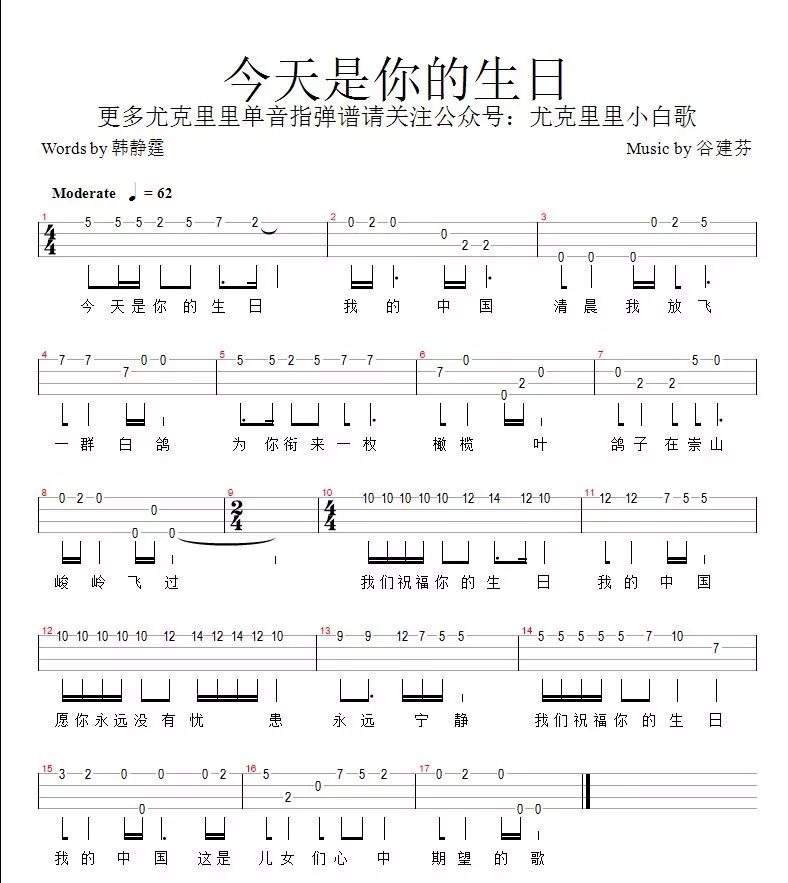 今天是你的生日
更多尤克里里单音指弹谱请关注公众号：尤克里里小白歌
Words by 韩静霆
Music by 谷建芬
Moderate ♩ = 62
1 4/4 5 5 5 2 5 7 2 2 0 2 0 0 2 2 3 0 0 0 0 2 5
今 天是你 的 生 日 我 的 中 国 清 晨 我 放 飞
4 7 7 7 0 0 5 5 5 2 5 7 7 6 7 0 0 2 0 7 0 2 2 5 0
一 群 白 鸽 为 你衔 来 一 枚 橄 榄 叶 鸽 子 在 崇 山
8 0 2 0 0 0 0 9 2/4 10 4/4 10 10 10 10 10 12 14 12 10 11 12 12 7 5 5
峻 岭 飞 过 我们祝福你 的 生 日 我 的 中 国
12 10 10 10 10 10 12 14 12 14 12 10 13 9 9 12 7 5 5 14 5 5 5 5 5 7 10 7
愿你永远没 有 忧 患 永 远 宁 静 我们祝福你 的 生 日
15 3 2 0 0 0 0 2 16 5 2 0 7 5 2 17 0 2 0 0 0
我 的 中 国 这是 儿 女 们心 中 期 望 的 歌